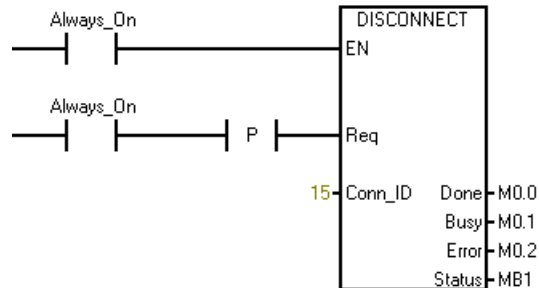 Always_On DISCONNECT
EN
Always_On
P Req
15 Conn_ID Done M0.0
Busy M0.1
Error M0.2
Status MB1